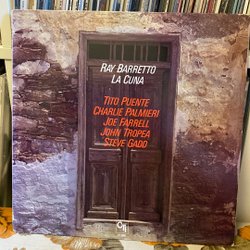 RAY BARRETTO
LA CUNA
TITO PUENTE
CHARLIE PALMIERI
JOE FARRELL
JOHN TROPEA
STEVE GADD
CTI